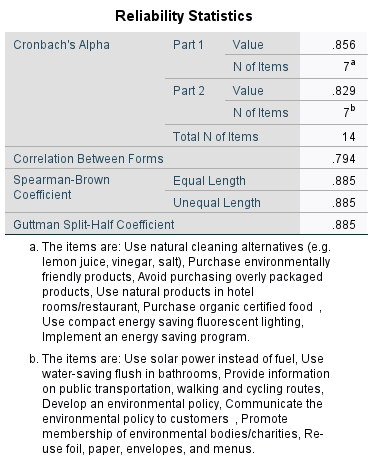 Reliability Statistics
Cronbach's Alpha Part 1 Value .856
N of Items 7a
Part 2 Value .829
N of Items 7b
Total N of Items 14
Correlation Between Forms .794
Spearman-Brown Coefficient Equal Length .885
Unequal Length .885
Guttman Split-Half Coefficient .885
a. The items are: Use natural cleaning alternatives (e.g.
lemon juice, vinegar, salt), Purchase environmentally
friendly products, Avoid purchasing overly packaged
products, Use natural products in hotel
rooms/restaurant, Purchase organic certified food ,
Use compact energy saving fluorescent lighting,
Implement an energy saving program.
b. The items are: Use solar power instead of fuel, Use
water-saving flush in bathrooms, Provide information
on public transportation, walking and cycling routes,
Develop an environmental policy, Communicate the
environmental policy to customers , Promote
membership of environmental bodies/charities, Re-
use foil, paper, envelopes, and menus.